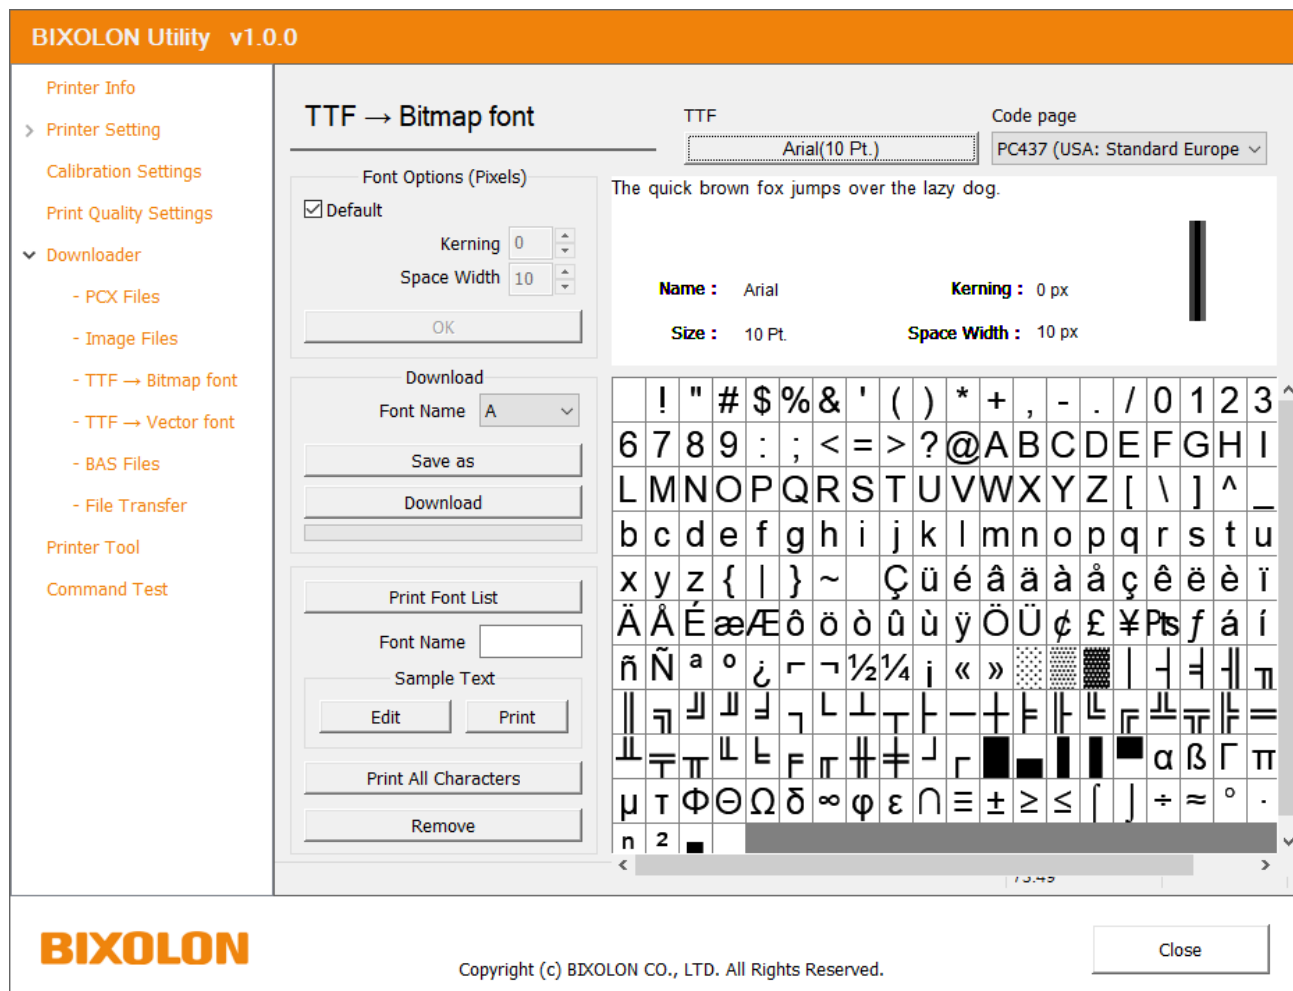 BIXOLON Utility v1.0.0
Printer Info
Printer Setting
Calibration Settings
Print Quality Settings
Downloader
- PCX Files
- Image Files
- TTF → Bitmap font
- TTF → Vector font
- BAS Files
- File Transfer
Printer Tool
Command Test
TTF → Bitmap font
TTF
Arial(10 Pt.)
Code page
PC437 (USA: Standard Europe
Font Options (Pixels)
Default
Kerning 0
Space Width 10
OK
Download
Font Name A
Save as
Download
Print Font List
Font Name
Sample Text
Edit Print
Print All Characters
Remove
The quick brown fox jumps over the lazy dog.
Name : Arial Kerning : 0 px
Size : 10 Pt. Space Width : 10 px
! " # $ % & ' ( ) * + , - . / 0 1 2 3
6 7 8 9 : ; < = > ? @ A B C D E F G H I
L M N O P Q R S T U V W X Y Z [ \ ] ^ _
b c d e f g h i j k l m n o p q r s t u
x y z { | } ~ Ç ü é â ä à å ç ê ë è ï
Ä Å É æ Æ ô ö ò û ù ÿ Ö Ü ¢ £ ¥ ₧ ƒ á í
ñ Ñ ª º ¿ ⌐ ¬ ½ ¼ ¡ « » ░ ▒ ▓ │ ┤ ╡ ╢ ╖
║ ╗ ╝ ╜ ╛ ┐ └ ┴ ┬ ├ ─ ┼ ╞ ╟ ╚ ╔ ╩ ╦ ╠ ═
╨ ╤ ╥ ╙ ╘ ╒ ╓ ╫ ╪ ┘ ┌ █ ▄ ▌ ▐ ▀ α ß Γ π
µ τ Φ Θ Ω δ ∞ φ ε ∩ ≡ ± ≥ ≤ ⌠ ⌡ ÷ ≈ ° ·
ⁿ ² ■
BIXOLON
Copyright (c) BIXOLON CO., LTD. All Rights Reserved.
Close